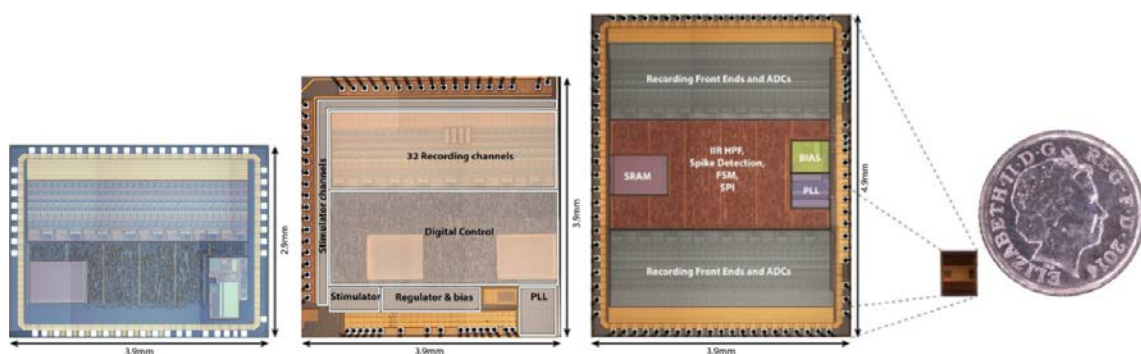 2.9mm
3.9mm
Stimulator channels
32 Recording channels
Digital Control
Stimulator
Regulator & bias
PLL
3.9mm
3.9mm
Recording Front Ends and ADCs
IIR HPF,
Spike Detection,
FSM,
SPI
SRAM
BIAS
PLL
Recording Front Ends and ADCs
4.9mm
3.9mm
ELIZABETH·II·D·G REG·F·D·2014